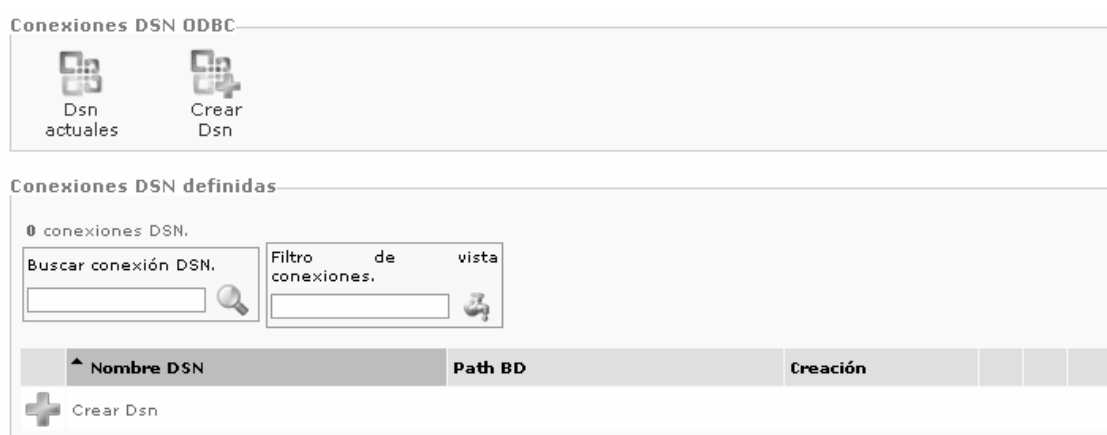 Conexiones DSN ODBC
Dsn
actuales
Crear
Dsn
Conexiones DSN definidas
0 conexiones DSN.
Buscar conexión DSN.
Filtro de vista
conexiones.
Nombre DSN Path BD Creación
Crear Dsn